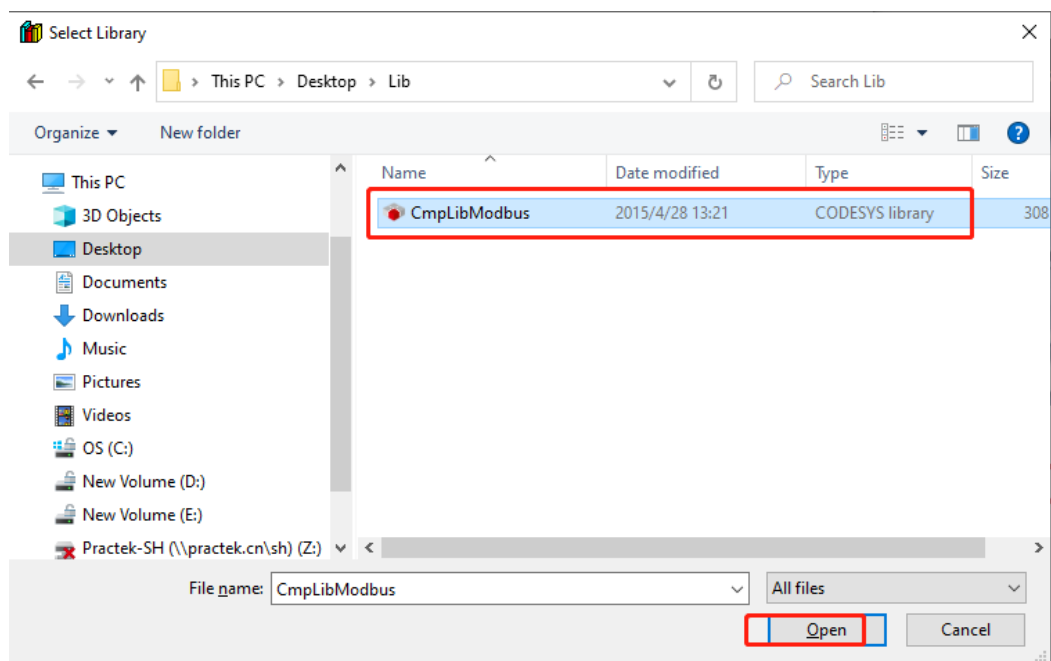 Select Library
This PC > Desktop > Lib
Search Lib
Organize
New folder
Name
Date modified
Type
Size
This PC
3D Objects
Desktop
Documents
Downloads
Music
Pictures
Videos
OS (C:)
New Volume (D:)
New Volume (E:)
Practek-SH (\\practek.cn\sh) (Z:)
CmpLibModbus
2015/4/28 13:21
CODESYS library
308
File name:
CmpLibModbus
All files
Open
Cancel